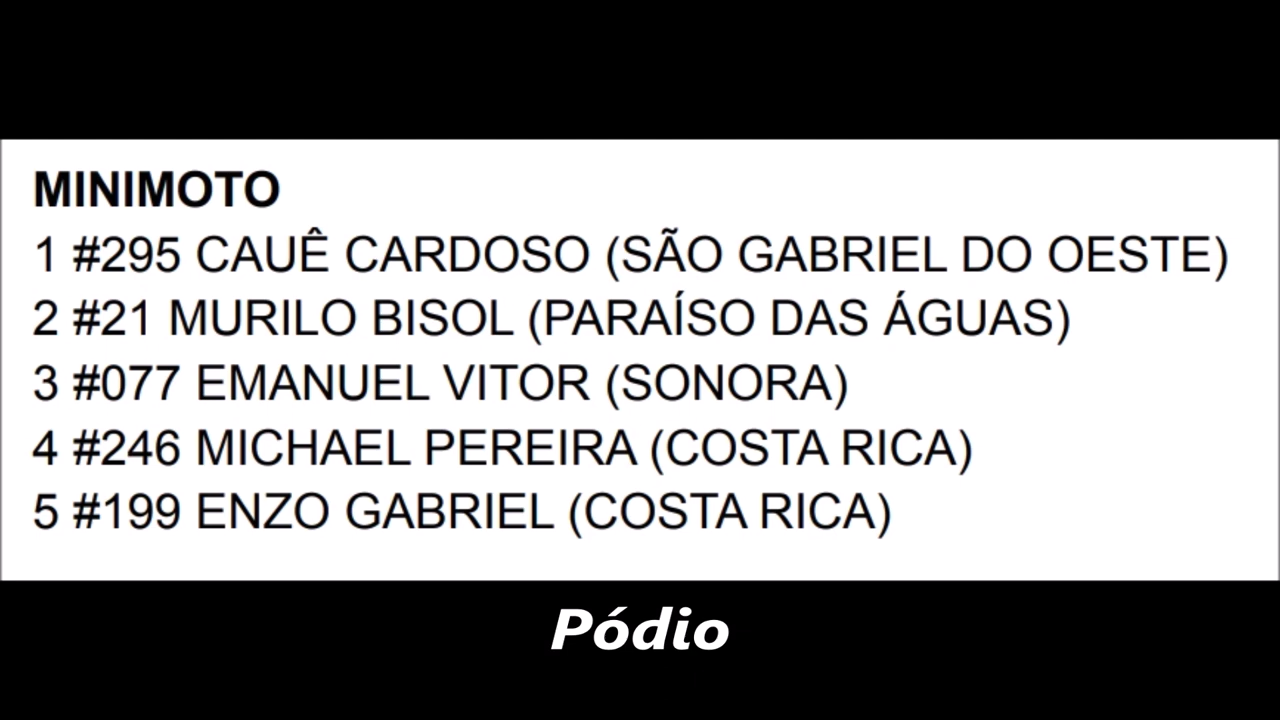 MINIMOTO
1 #295 CAUÊ CARDOSO (SÃO GABRIEL DO OESTE)
2 #21 MURILO BISOL (PARAÍSO DAS ÁGUAS)
3 #077 EMANUEL VITOR (SONORA)
4 #246 MICHAEL PEREIRA (COSTA RICA)
5 #199 ENZO GABRIEL (COSTA RICA)
Pódio